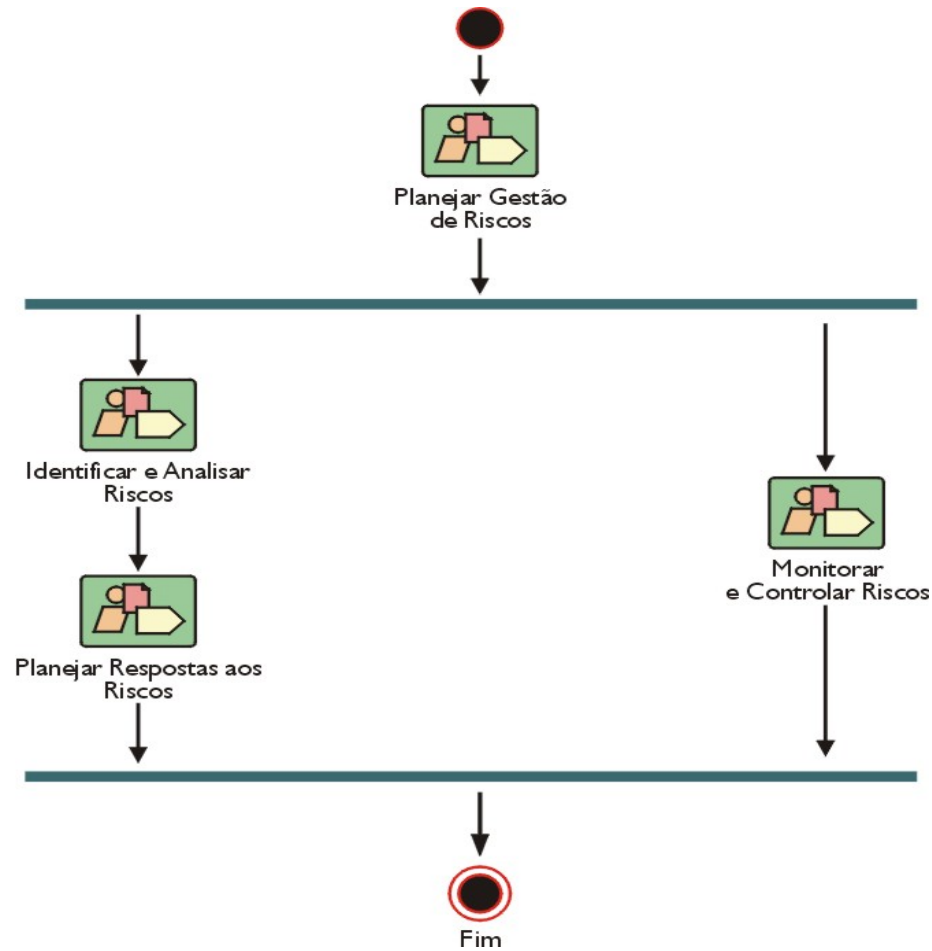 Planejar Gestão
de Riscos
Identificar e Analisar
Riscos
Planejar Respostas aos
Riscos
Monitorar
e Controlar Riscos
Fim